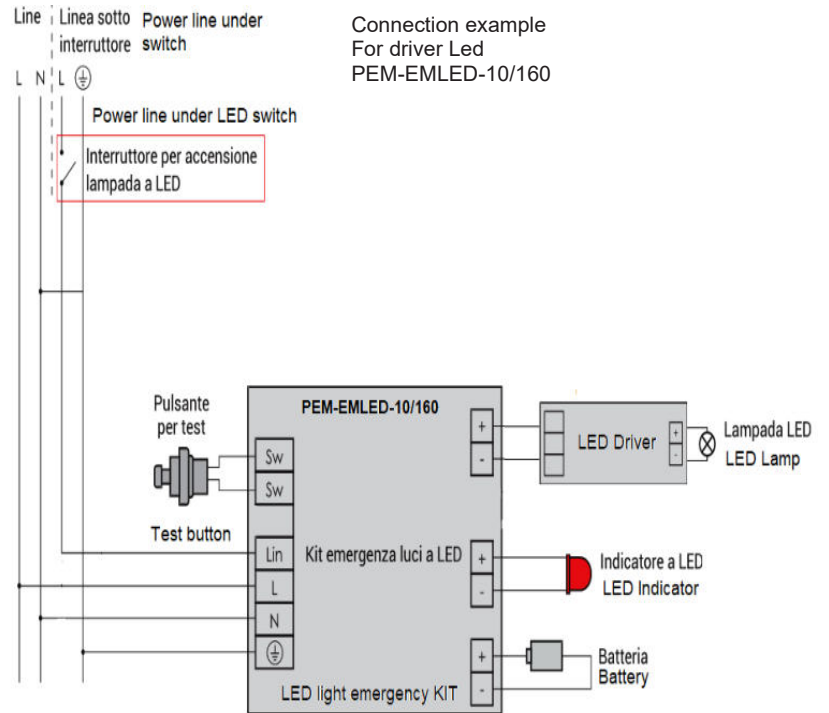 Line
Linea sotto
interruttore
Power line under
switch
Connection example
For driver Led
PEM-EMLED-10/160
L N L
Power line under LED switch
Interruttore per accensione
lampada a LED
Pulsante
per test
Test button
PEM-EMLED-10/160
Sw
Sw
Lin
L
N
Kit emergenza luci a LED
LED light emergency KIT
+
-
+
-
+
-
LED Driver
+
-
Lampada LED
LED Lamp
Indicatore a LED
LED Indicator
Batteria
Battery